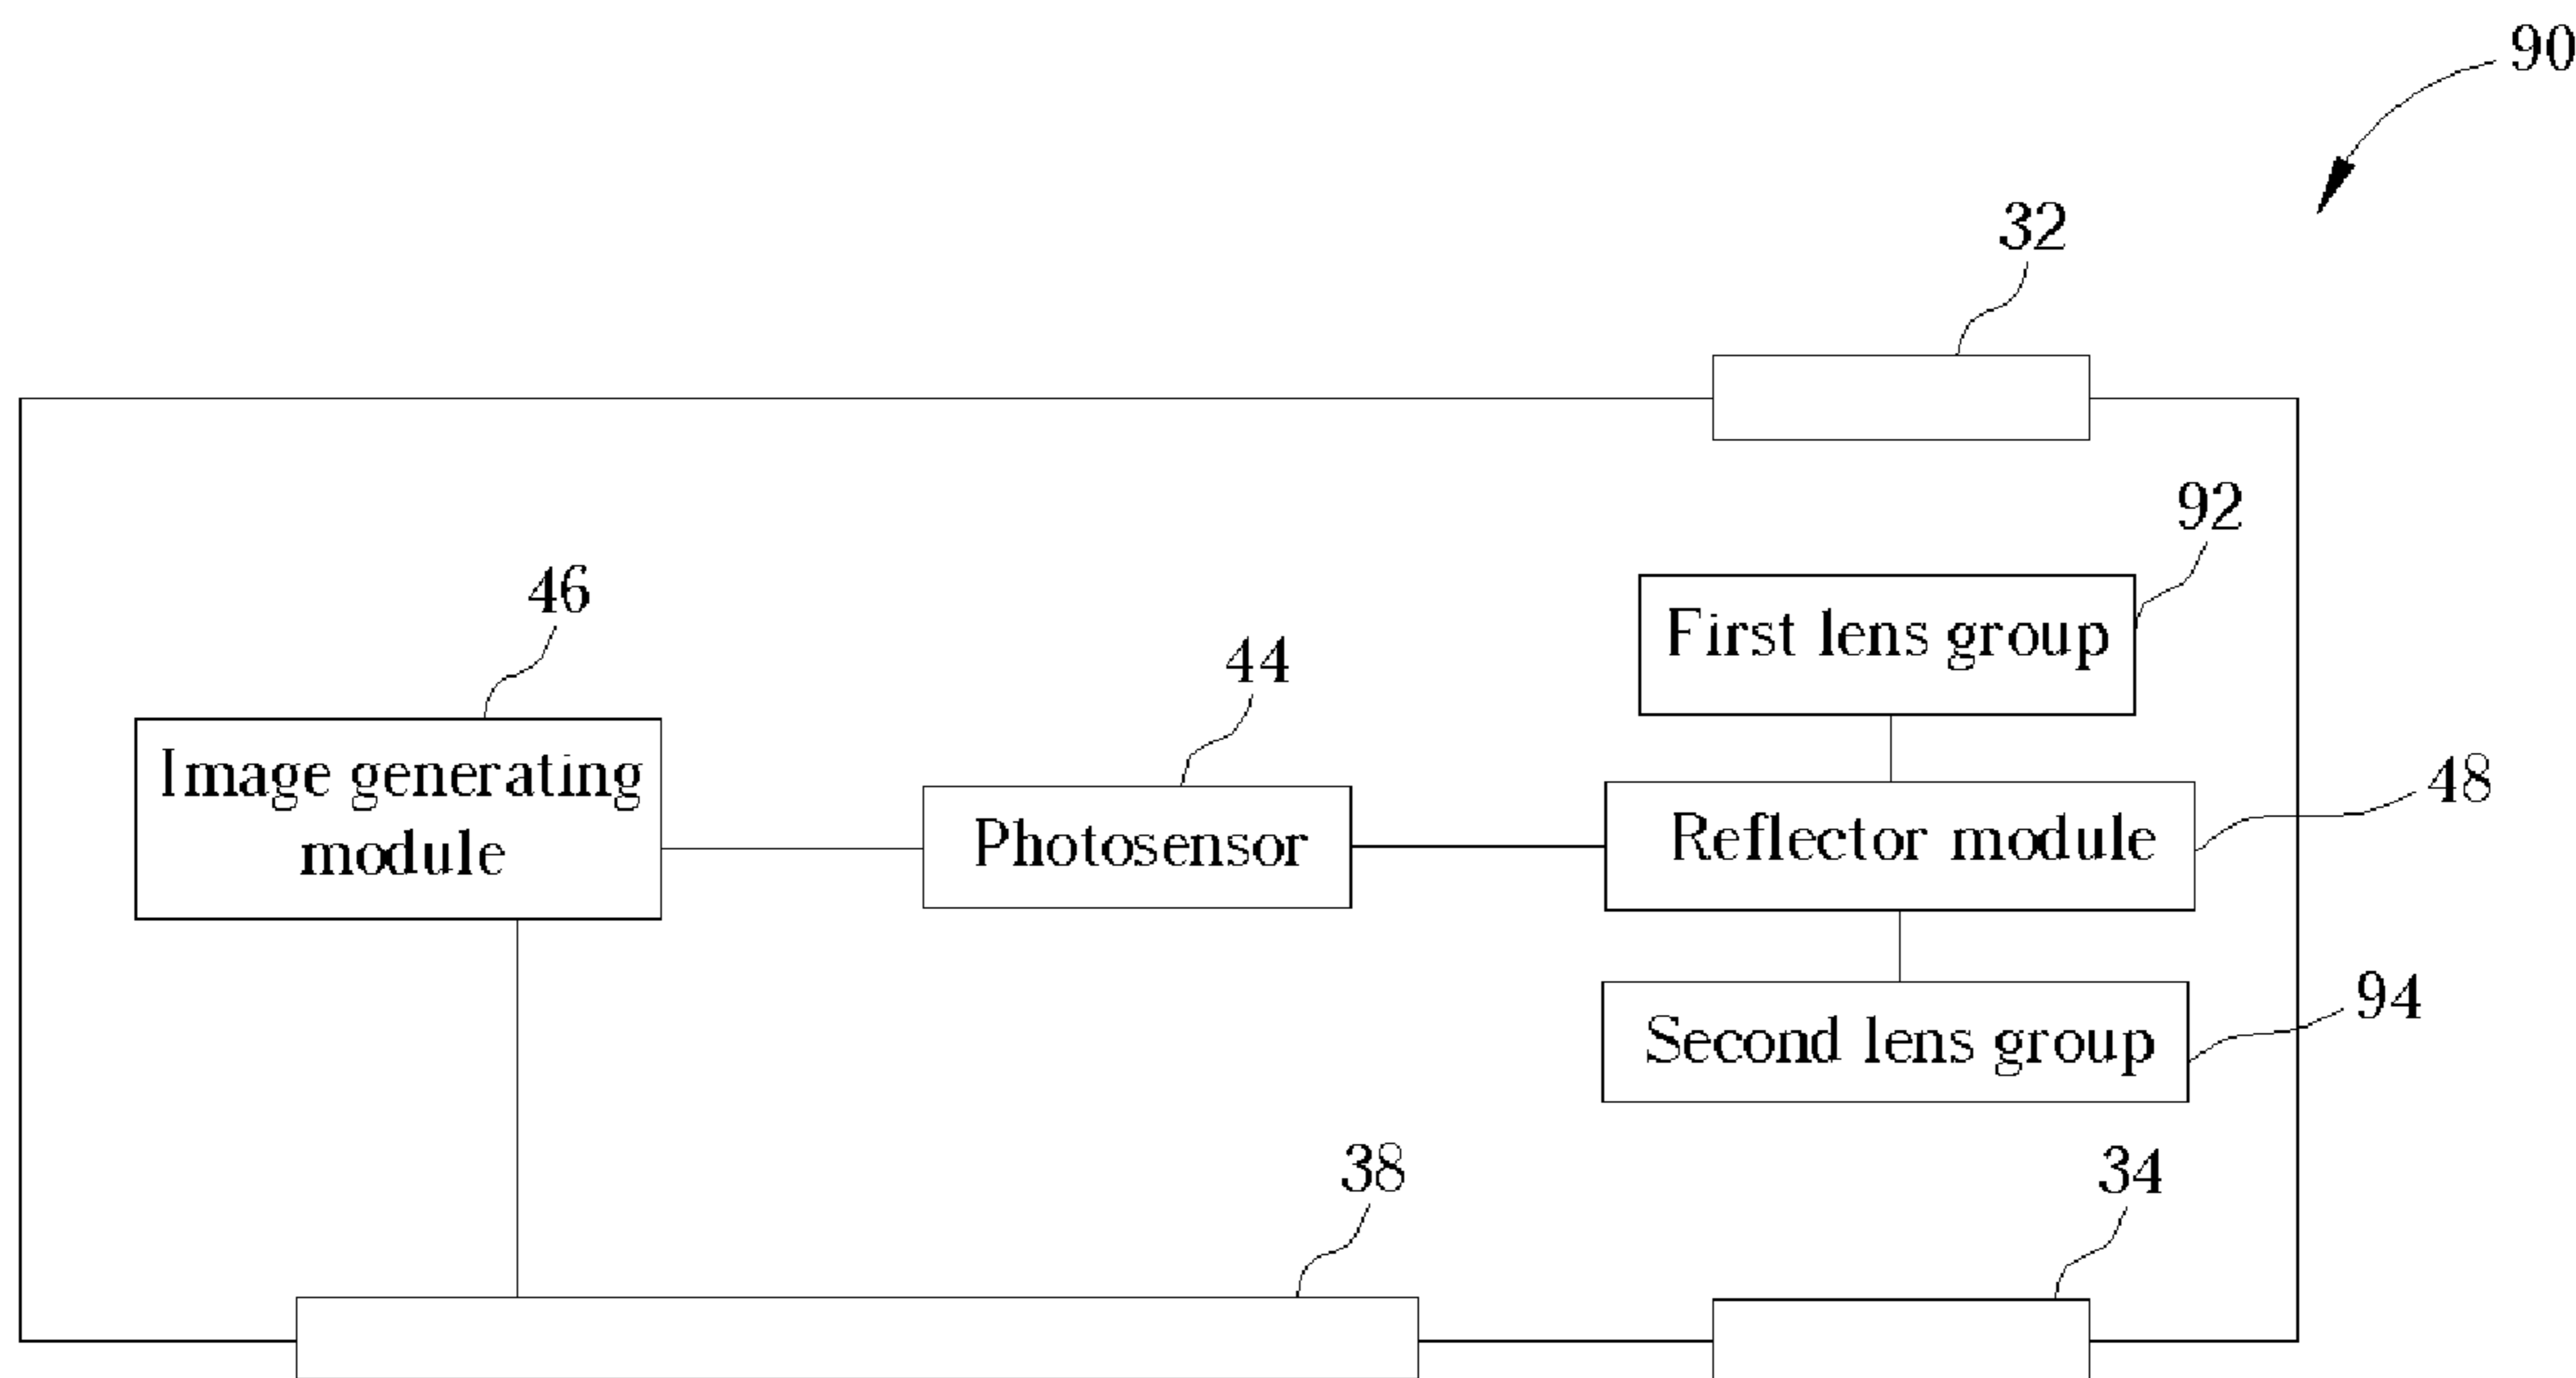 90
32
92
First lens group
46
44
Image generating
module
Photosensor
48
Reflector module
94
Second lens group
38
34